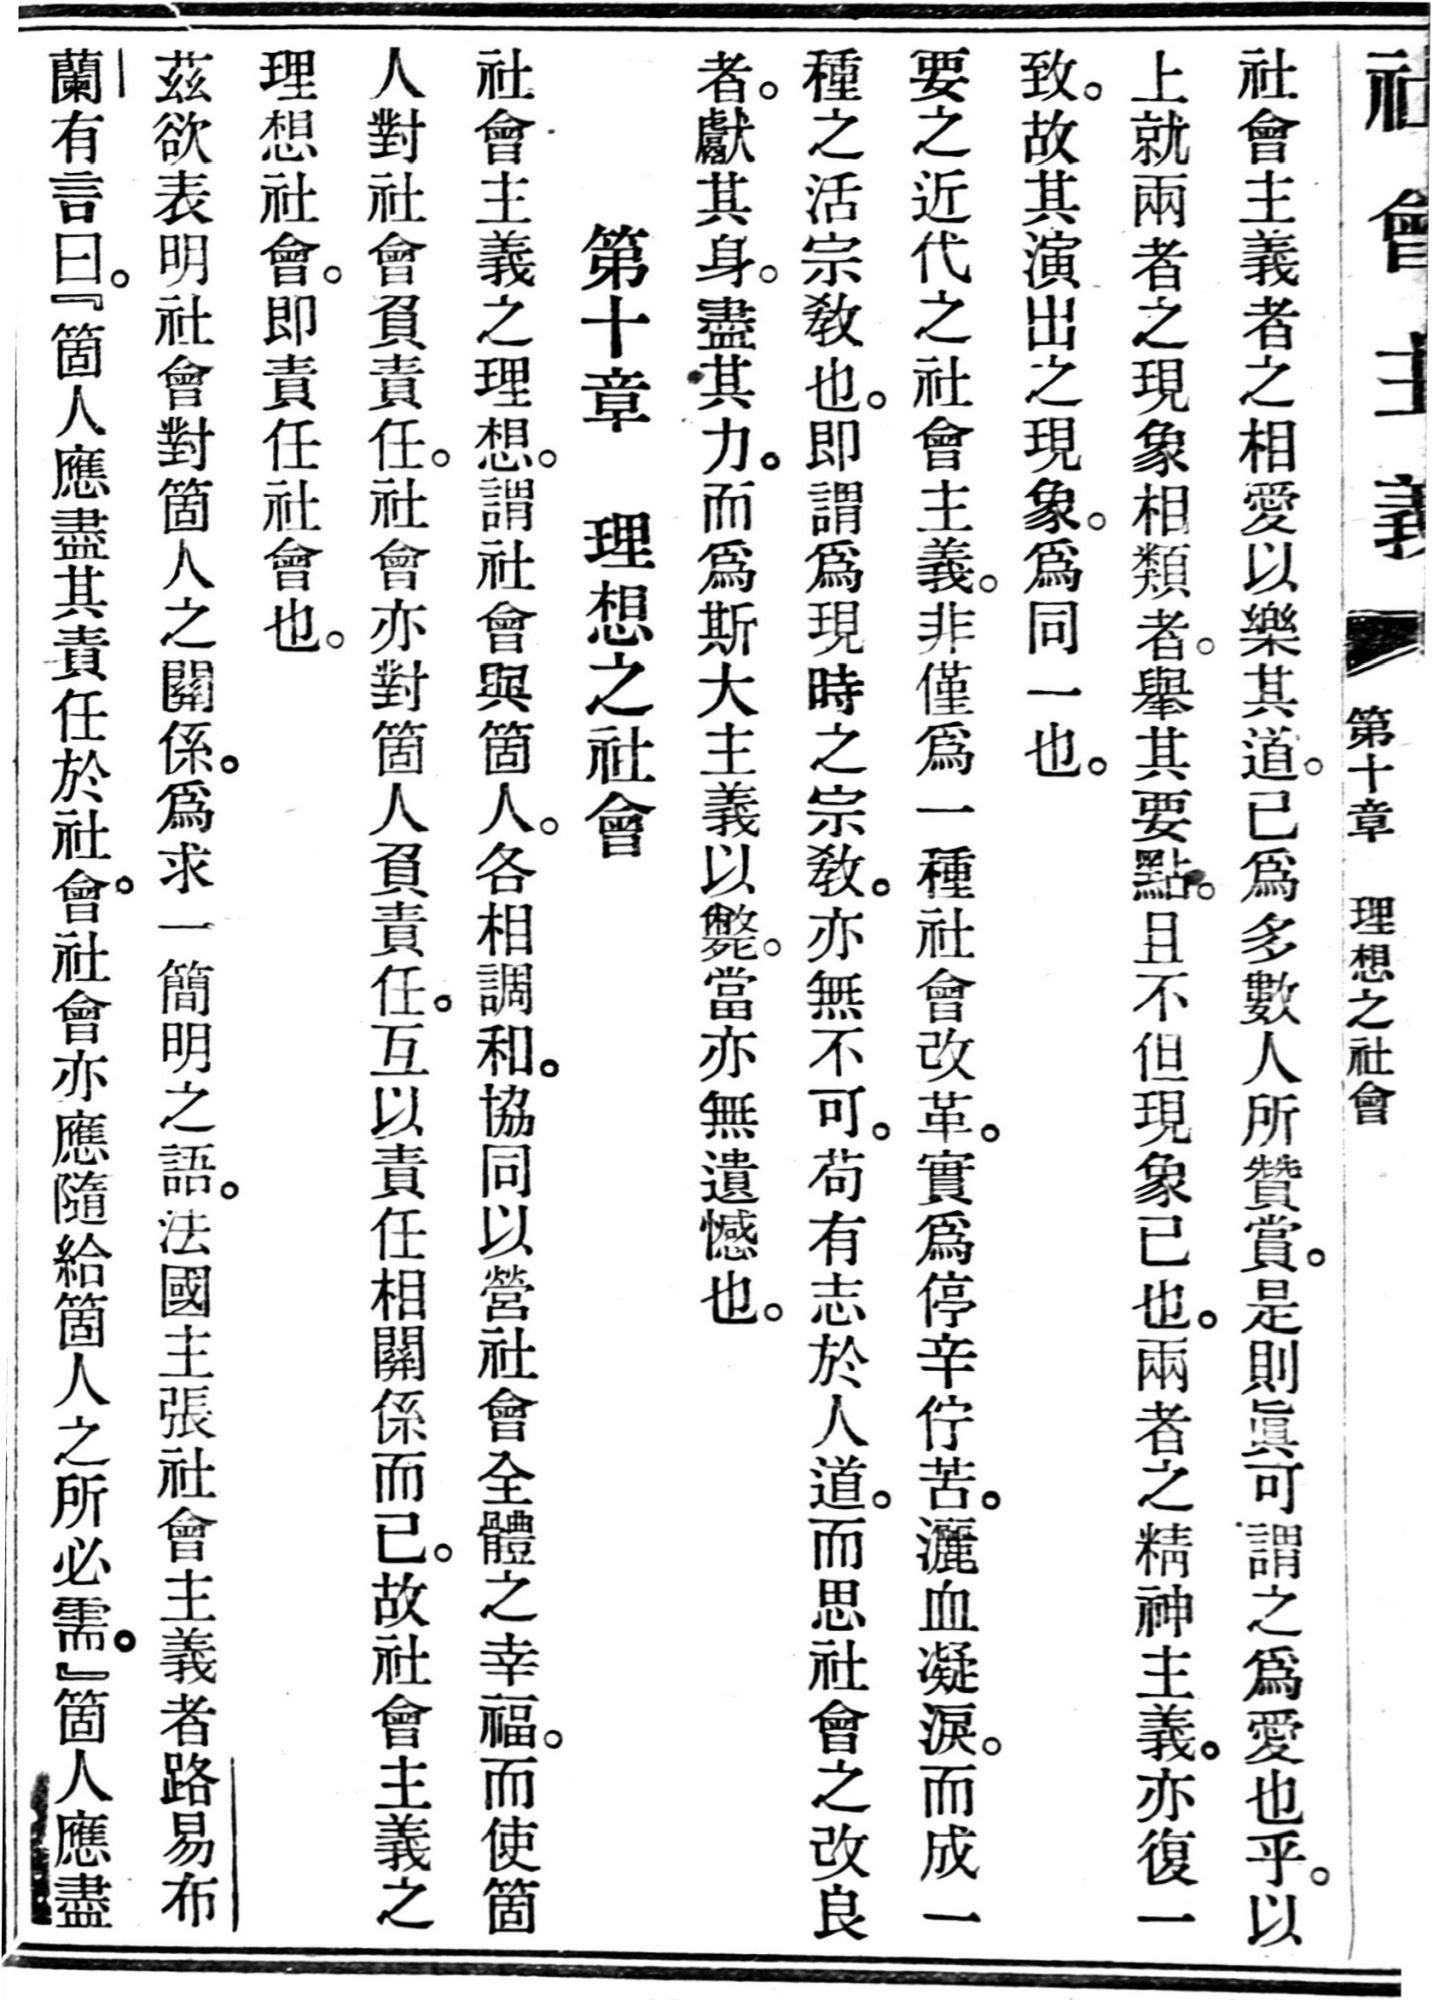 社會主義 第十章 理想之社會
社會主義者之相愛以樂其道。已爲多數人所贊賞。是則眞可謂之爲愛也乎。以
上就兩者之現象相類者。舉其要點。且不但現象已也。兩者之精神主義。亦復一
致。故其演出之現象。爲同一也。
要之近代之社會主義。非僅爲一種社會改革。實爲停辛佇苦。灑血凝淚。而成一
種之活宗敎也。即謂爲現時之宗敎。亦無不可。苟有志於人道。而思社會之改良
者。獻其身。盡其力。而爲斯大主義以斃。當亦無遺憾也。
第十章 理想之社會
社會主義之理想。謂社會與箇人。各相調和。協同以營社會全體之幸福。而使箇
人對社會負責任。社會亦對箇人負責任。互以責任相關係而已。故社會主義之
理想社會。即責任社會也。
茲欲表明社會對箇人之關係。爲求一簡明之語。法國主張社會主義者路易布
蘭有言曰。『箇人應盡其責任於社會。社會亦應隨給箇人之所必需。』箇人應盡